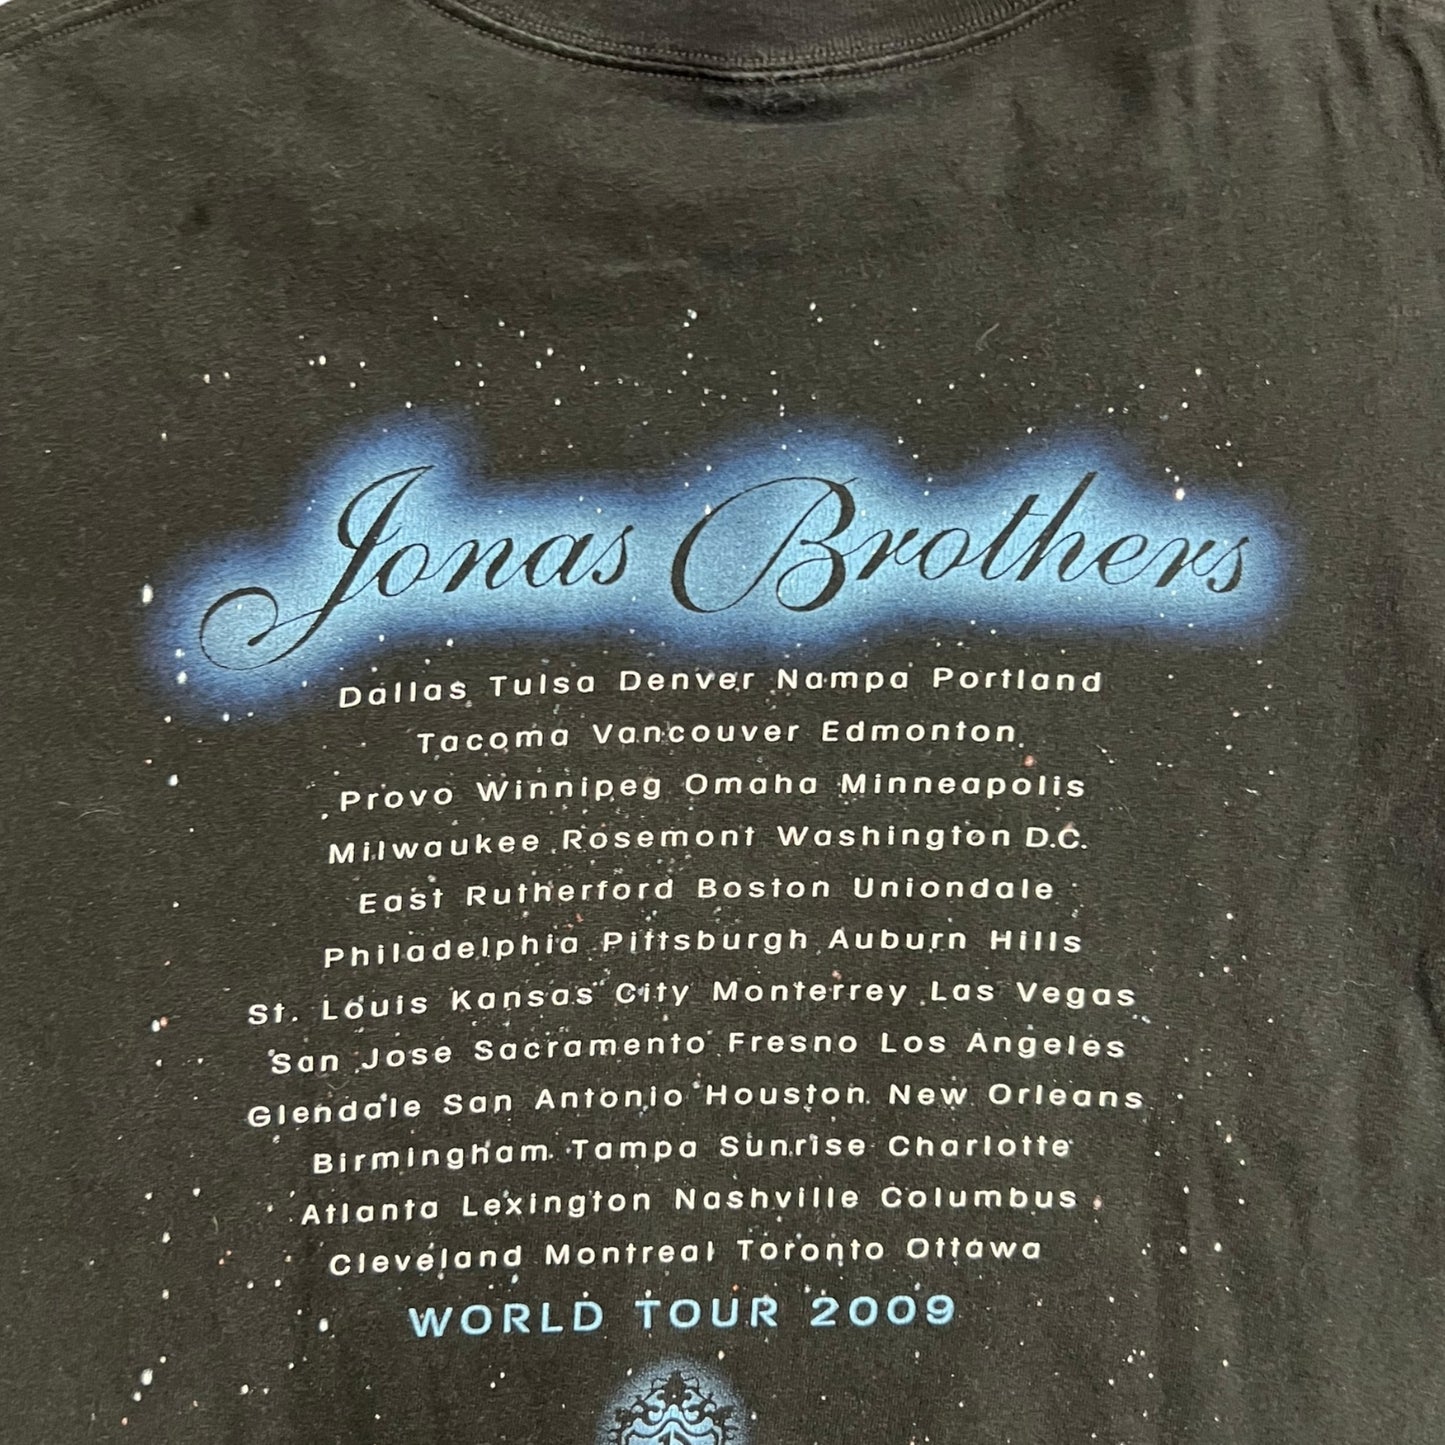 Jonas Brothers
Dallas Tulsa Denver Nampa Portland
Tacoma Vancouver Edmonton
Provo Winnipeg Omaha Minneapolis
Milwaukee Rosemont Washington D.C.
East Rutherford Boston Uniondale
Philadelphia Pittsburgh Auburn Hills
St. Louis Kansas City Monterrey Las Vegas
San Jose Sacramento Fresno Los Angeles
Glendale San Antonio Houston New Orleans
Birmingham Tampa Sunrise Charlotte
Atlanta Lexington Nashville Columbus
Cleveland Montreal Toronto Ottawa
WORLD TOUR 2009